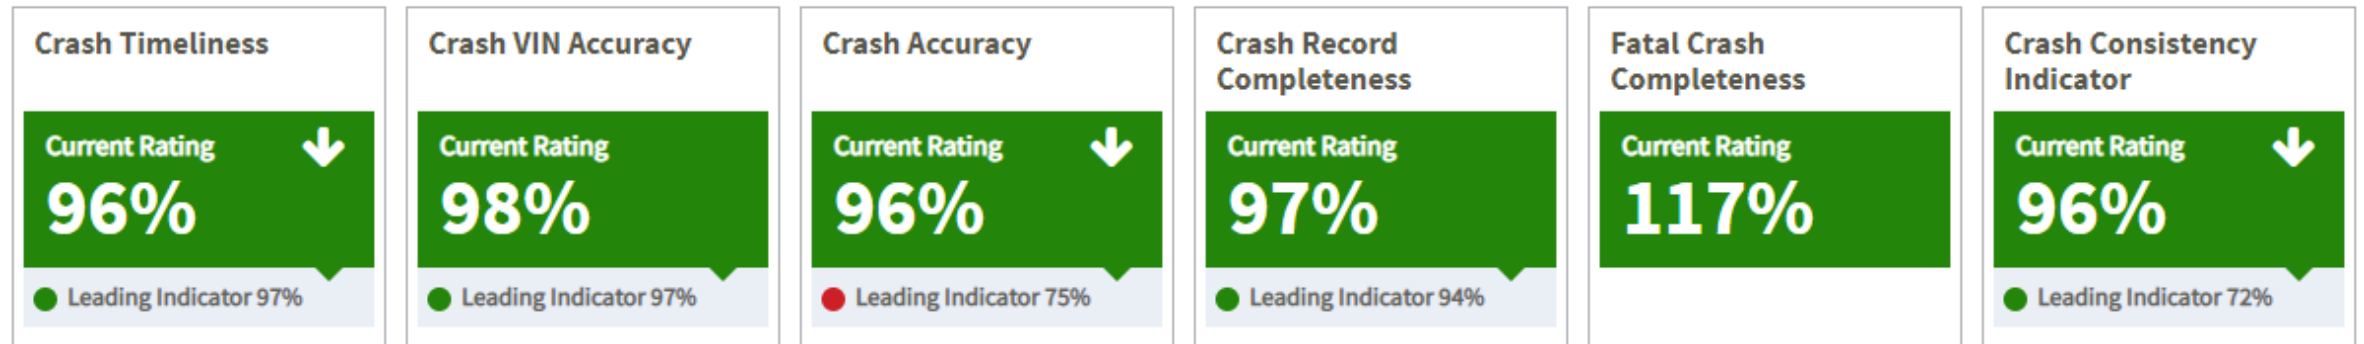 Crash Timeliness
Current Rating
96%
Leading Indicator 97%
Crash VIN Accuracy
Current Rating
98%
Leading Indicator 97%
Crash Accuracy
Current Rating
96%
Leading Indicator 75%
Crash Record
Completeness
Current Rating
97%
Leading Indicator 94%
Fatal Crash
Completeness
Current Rating
117%
Crash Consistency
Indicator
Current Rating
96%
Leading Indicator 72%